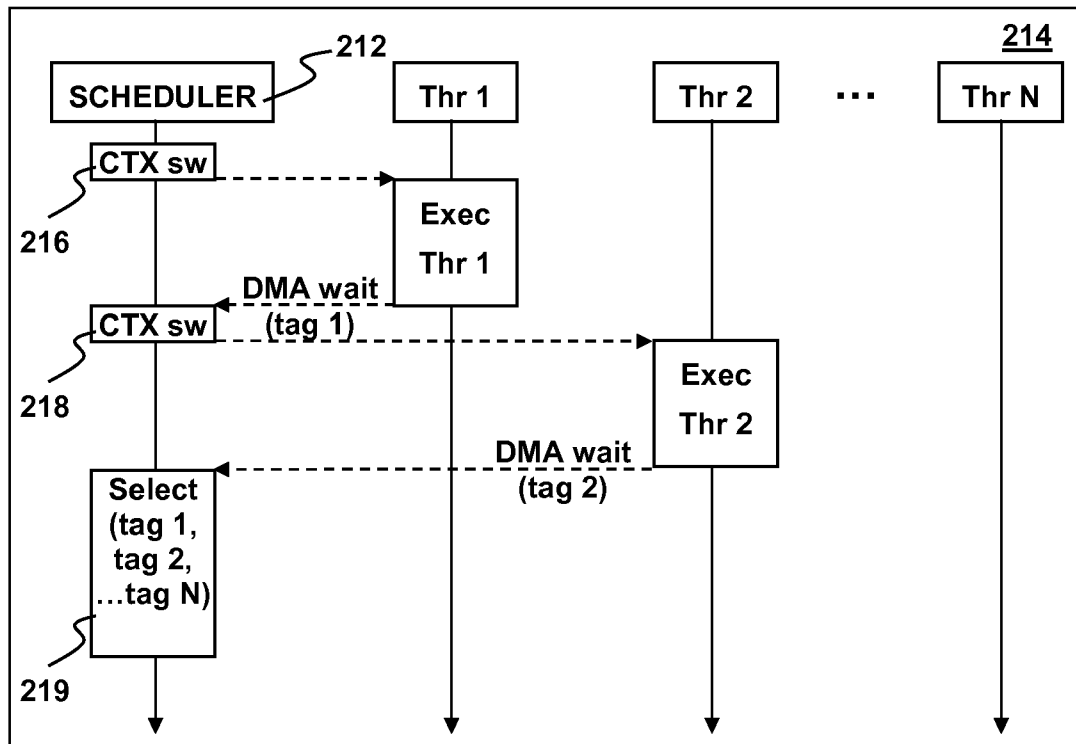 214
212
SCHEDULER
Thr 1
Thr 2
...
Thr N
CTX sw
216
Exec
Thr 1
DMA wait
(tag 1)
CTX sw
218
Exec
Thr 2
DMA wait
(tag 2)
Select
(tag 1,
tag 2,
...tag N)
219